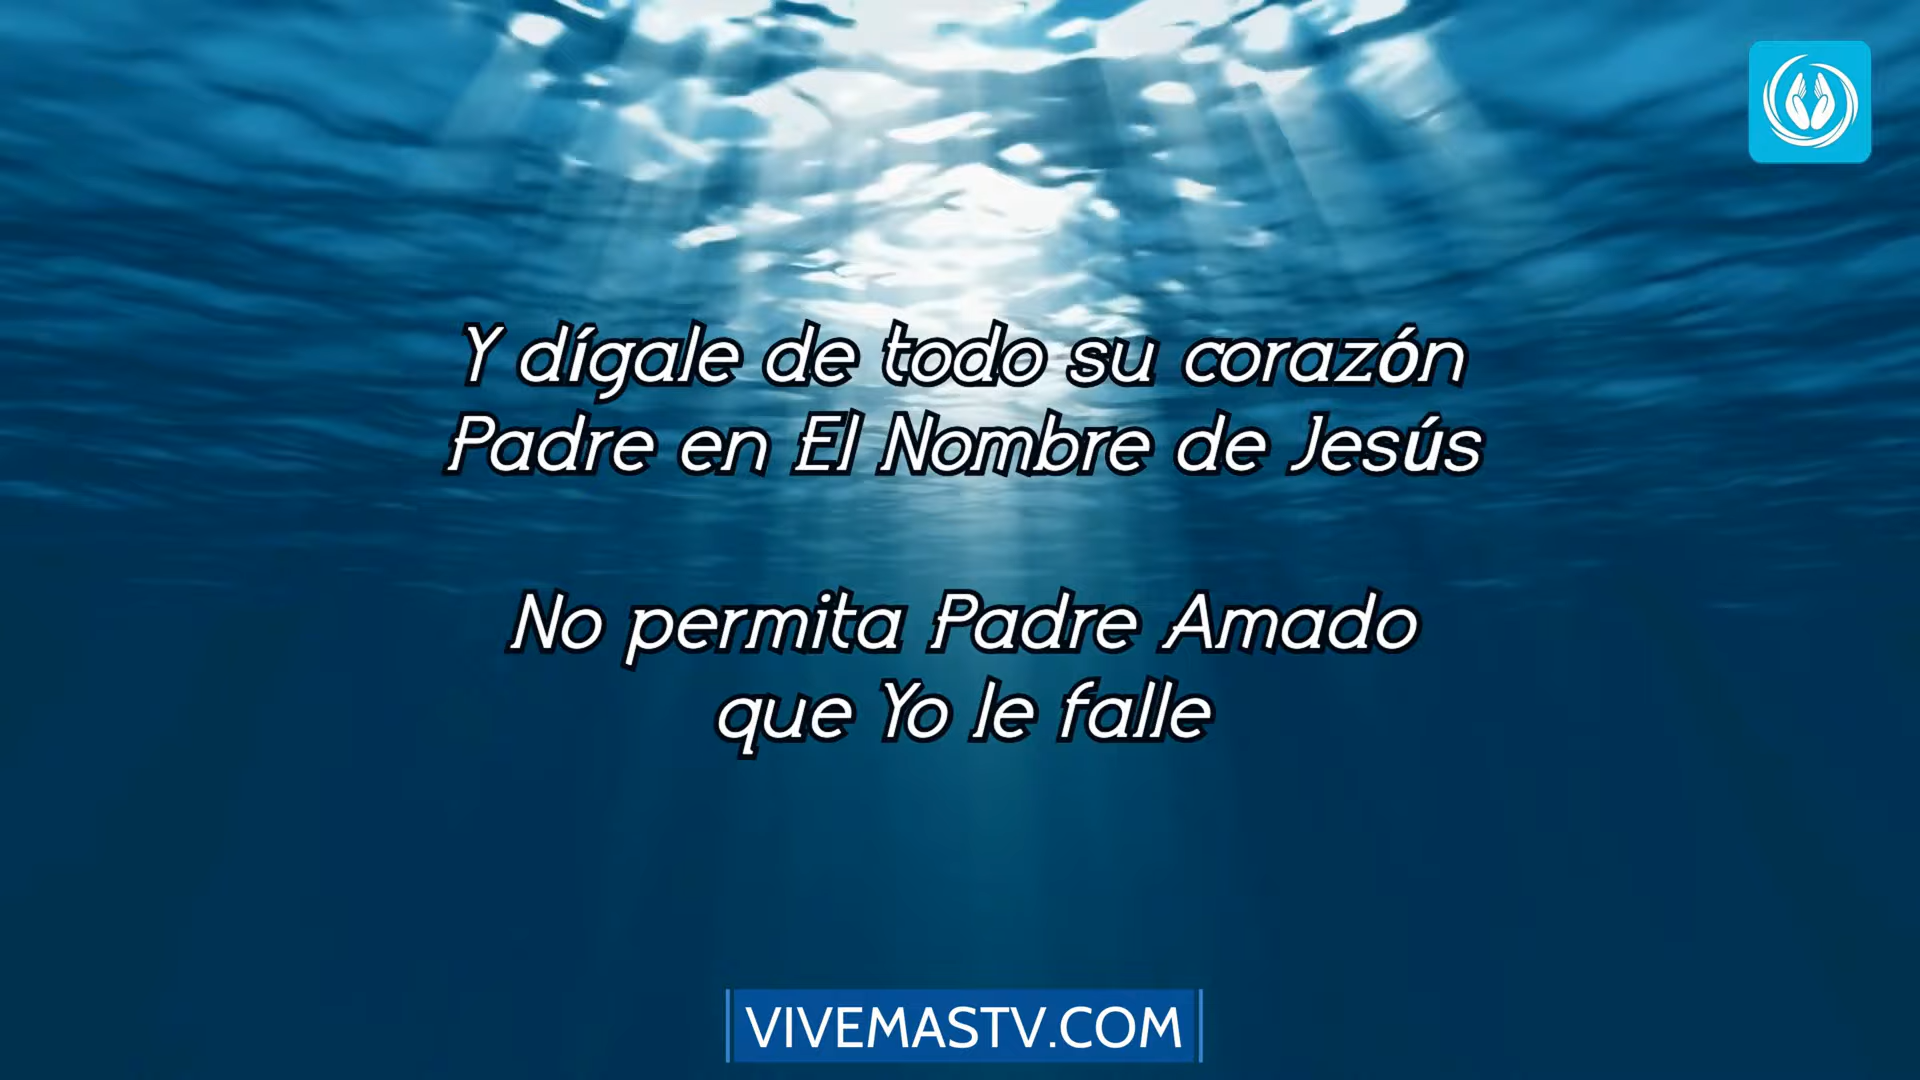 Y dígale de todo su corazón
Padre en El Nombre de Jesús
No permita Padre Amado
que Yo le falle
VIVEMASTV.COM